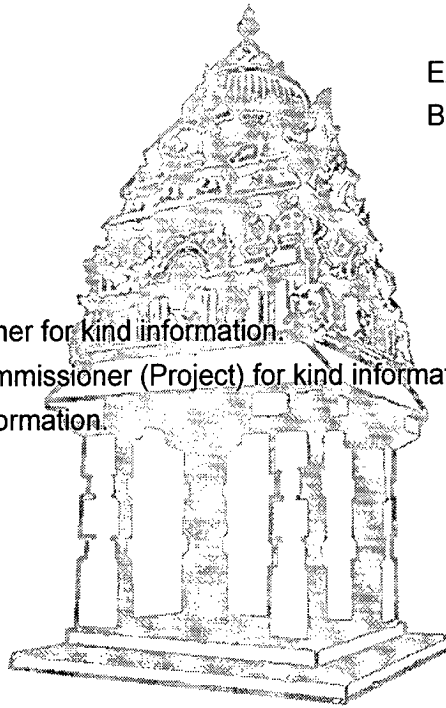 E
B
ner for kind information.
mmissioner (Project) for kind informat
ormation.